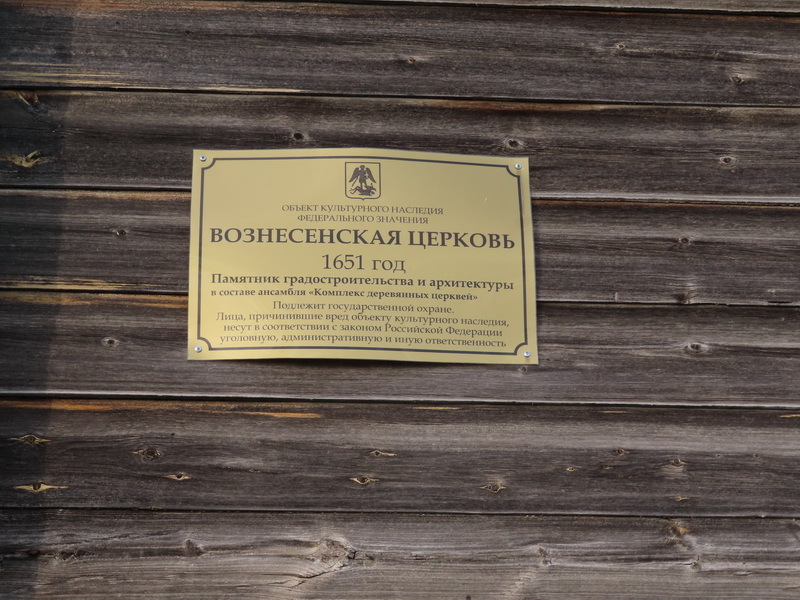 ОБЪЕКТ КУЛЬТУРНОГО НАСЛЕДИЯ
ФЕДЕРАЛЬНОГО ЗНАЧЕНИЯ
ВОЗНЕСЕНСКАЯ ЦЕРКОВЬ
1651 год
Памятник градостроительства и архитектуры
в составе ансамбля «Комплекс деревянных церквей»
Подлежит государственной охране.
Лица, причинившие вред объекту культурного наследия,
несут в соответствии с законом Российской Федерации
уголовную, административную и иную ответственность